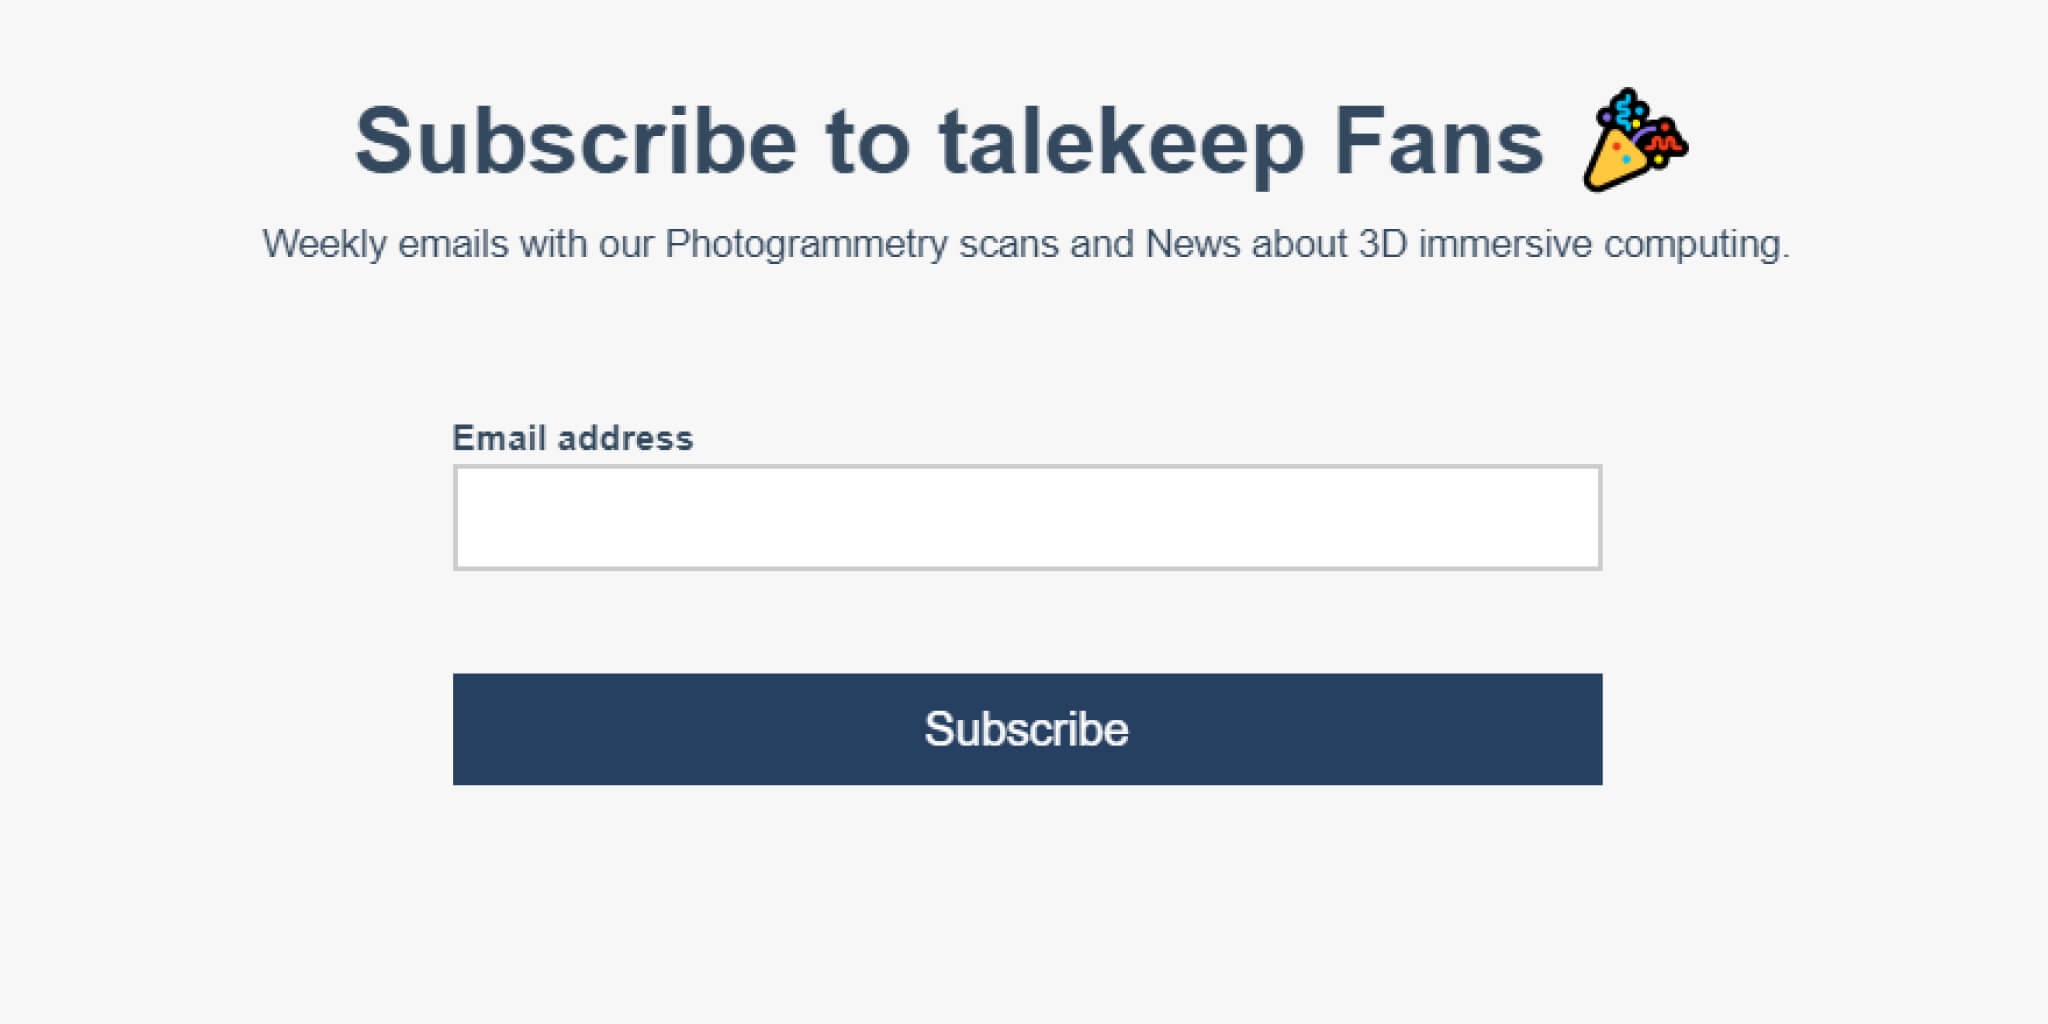 Subscribe to talekeep Fans 🎉
Weekly emails with our Photogrammetry scans and News about 3D immersive computing.
Email address
Subscribe